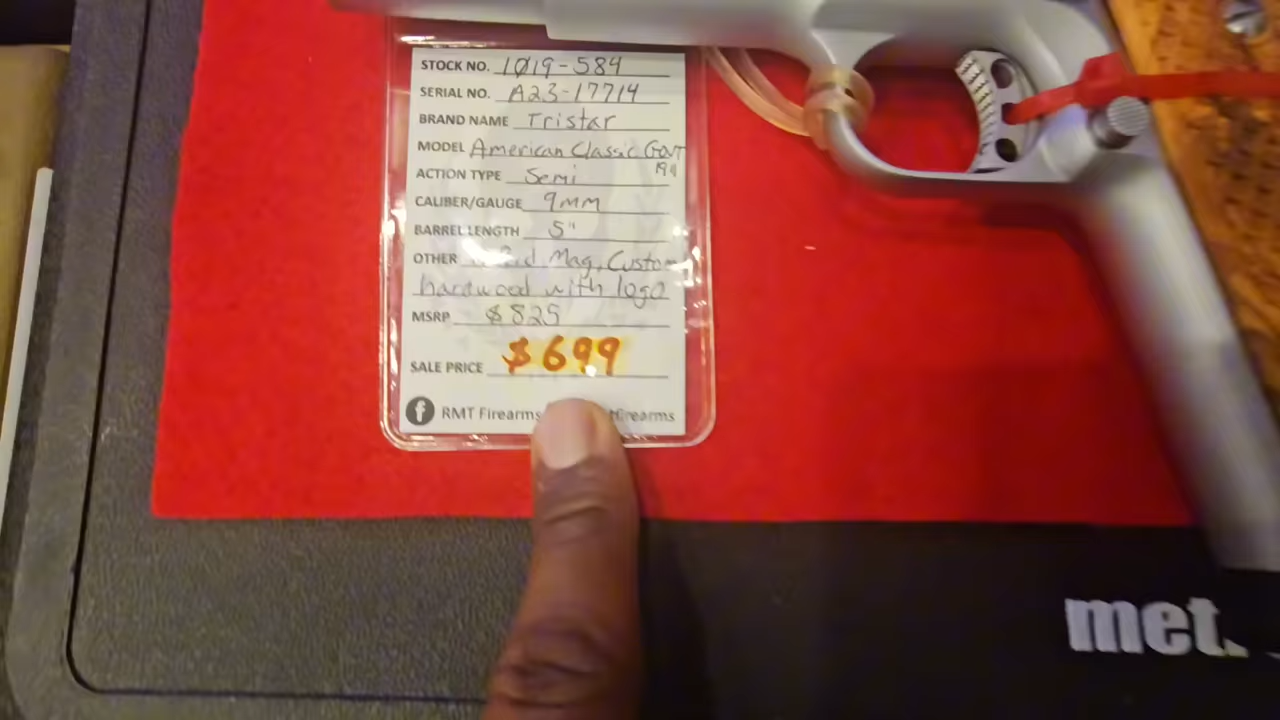 STOCK NO. 1019-584
SERIAL NO. A23-17714
BRAND NAME Tristar
MODEL American Classic Govt
1911
ACTION TYPE Semi
CALIBER/GAUGE 9mm
BARREL LENGTH 5"
OTHER Mag, Custom
hardwood with logo
MSRP $825
SALE PRICE $699
f RMT Firearms
met.